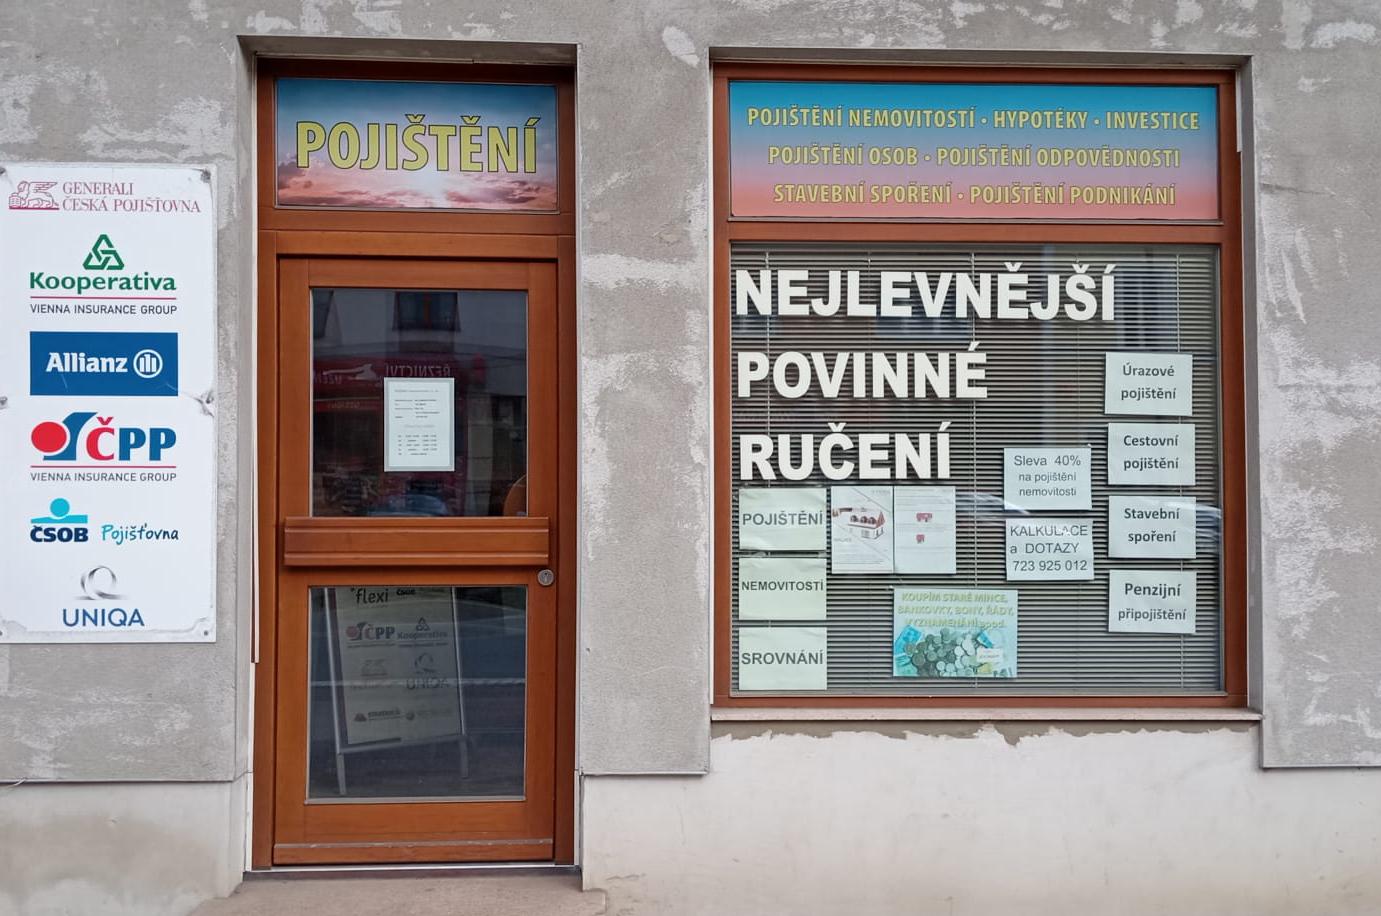 GENERALI
ČESKÁ POJIŠŤOVNA
Kooperativa
VIENNA INSURANCE GROUP
Allianz
ČPP
VIENNA INSURANCE GROUP
ČSOB Pojišťovna
UNIQA
POJIŠTĚNÍ
ŘEZNICTVÍ
flexi ČSOB
ČPP Kooperativa
UNIQA
POJIŠTĚNÍ NEMOVITOSTÍ · HYPOTÉKY · INVESTICE
POJIŠTĚNÍ OSOB · POJIŠTĚNÍ ODPOVĚDNOSTI
STAVEBNÍ SPOŘENÍ · POJIŠTĚNÍ PODNIKÁNÍ
NEJLEVNĚJŠÍ
POVINNÉ
RUČENÍ
POJIŠTĚNÍ
NEMOVITOSTÍ
SROVNÁNÍ
Sleva 40%
na pojištění
nemovitosti
KALKULACE
a DOTAZY
723 925 012
KOUPÍM STARÉ MINCE,
BANKOVKY, BONY, ŘÁDY,
VYZNAMENÁNÍ apod.
Úrazové
pojištění
Cestovní
pojištění
Stavební
spoření
Penzijní
připojištění